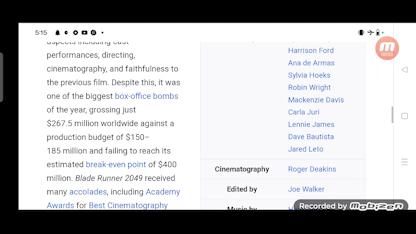 5:15
aspects including cast
performances, directing,
cinematography, and faithfulness to
the previous film. Despite this, it was
one of the biggest box-office bombs
of the year, grossing just
$267.5 million worldwide against a
production budget of $150–
185 million and failing to reach its
estimated break-even point of $400
million. Blade Runner 2049 received
many accolades, including Academy
Awards for Best Cinematography
Harrison Ford
Ana de Armas
Sylvia Hoeks
Robin Wright
Mackenzie Davis
Carla Juri
Lennie James
Dave Bautista
Jared Leto
Cinematography Roger Deakins
Edited by Joe Walker
Music by
Recorded by Mobizen